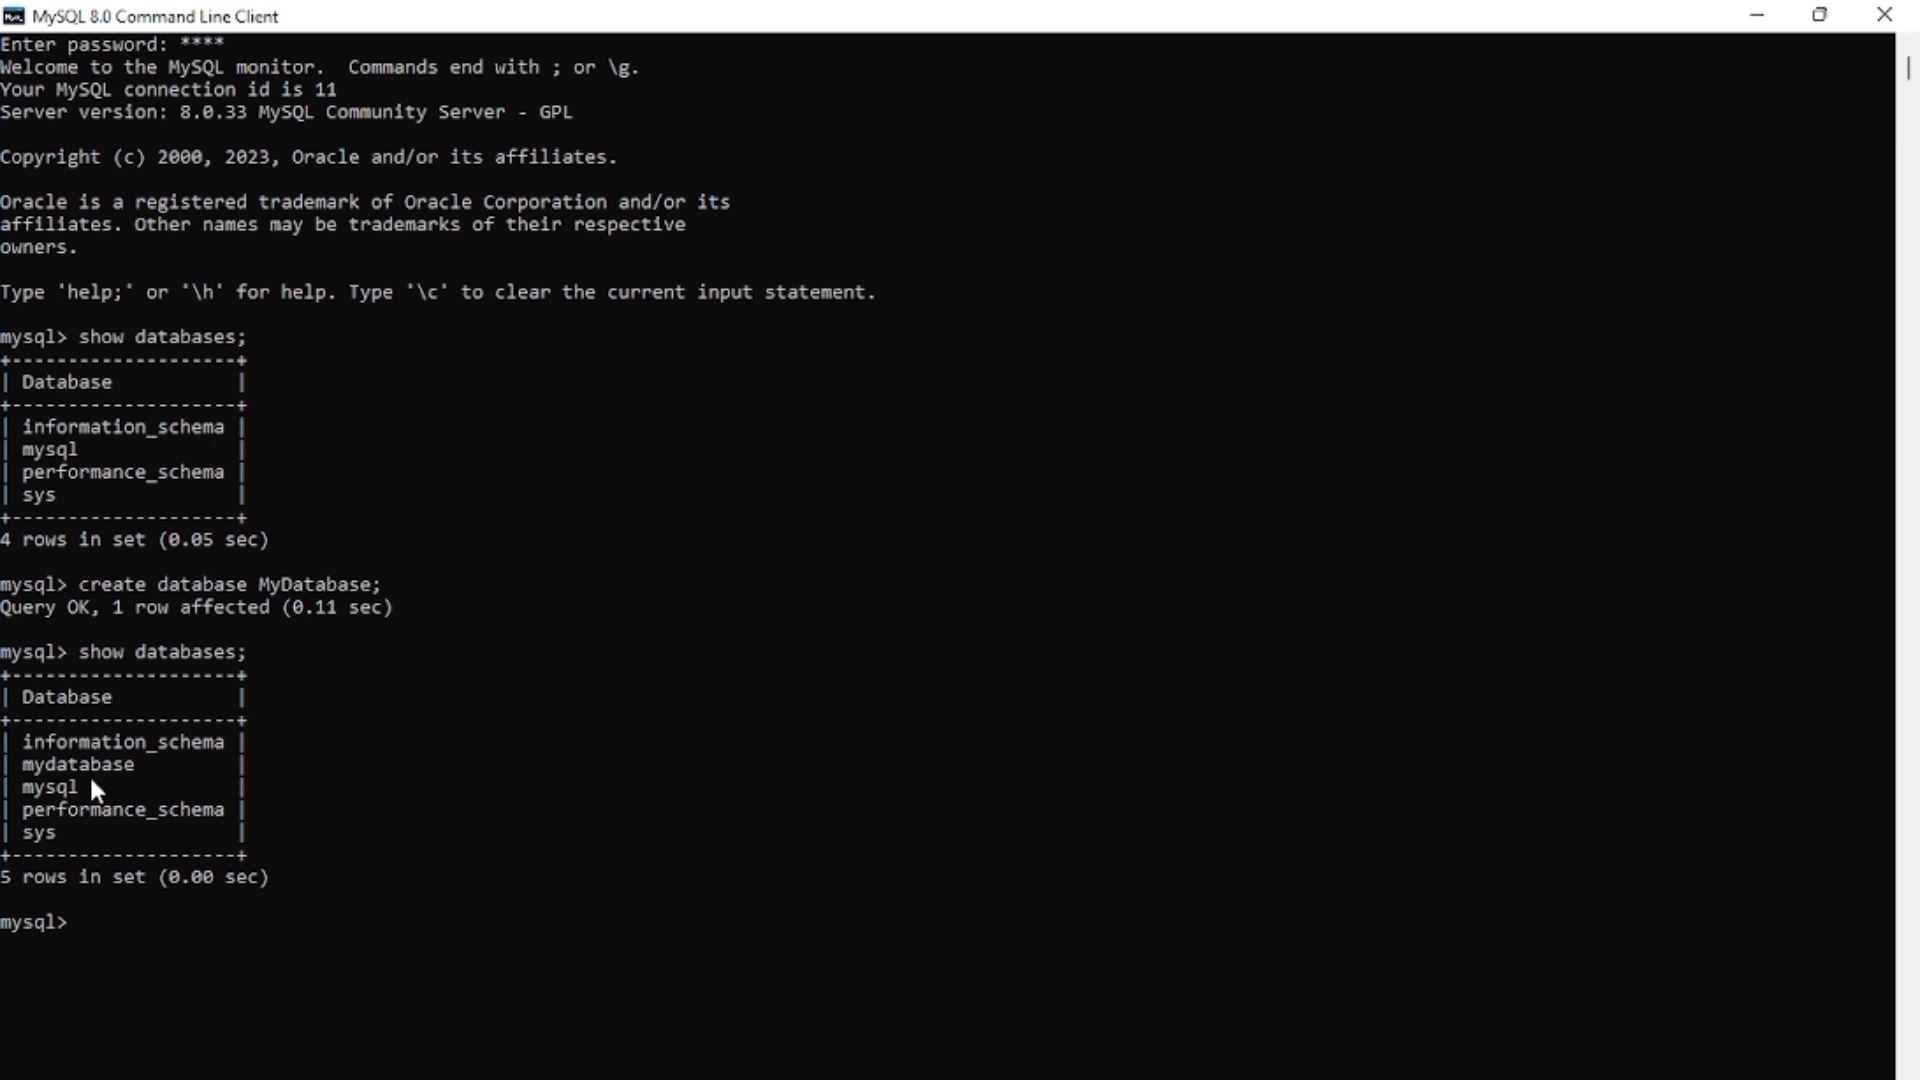 MySQL 8.0 Command Line Client
Enter password: ****
Welcome to the MySQL monitor.  Commands end with ; or \g.
Your MySQL connection id is 11
Server version: 8.0.33 MySQL Community Server - GPL
Copyright (c) 2000, 2023, Oracle and/or its affiliates.
Oracle is a registered trademark of Oracle Corporation and/or its
affiliates. Other names may be trademarks of their respective
owners.
Type 'help;' or '\h' for help. Type '\c' to clear the current input statement.
mysql> show databases;
+--------------------+
| Database           |
+--------------------+
| information_schema |
| mysql              |
| performance_schema |
| sys                |
+--------------------+
4 rows in set (0.05 sec)
mysql> create database MyDatabase;
Query OK, 1 row affected (0.11 sec)
mysql> show databases;
+--------------------+
| Database           |
+--------------------+
| information_schema |
| mydatabase         |
| mysql              |
| performance_schema |
| sys                |
+--------------------+
5 rows in set (0.00 sec)
mysql>